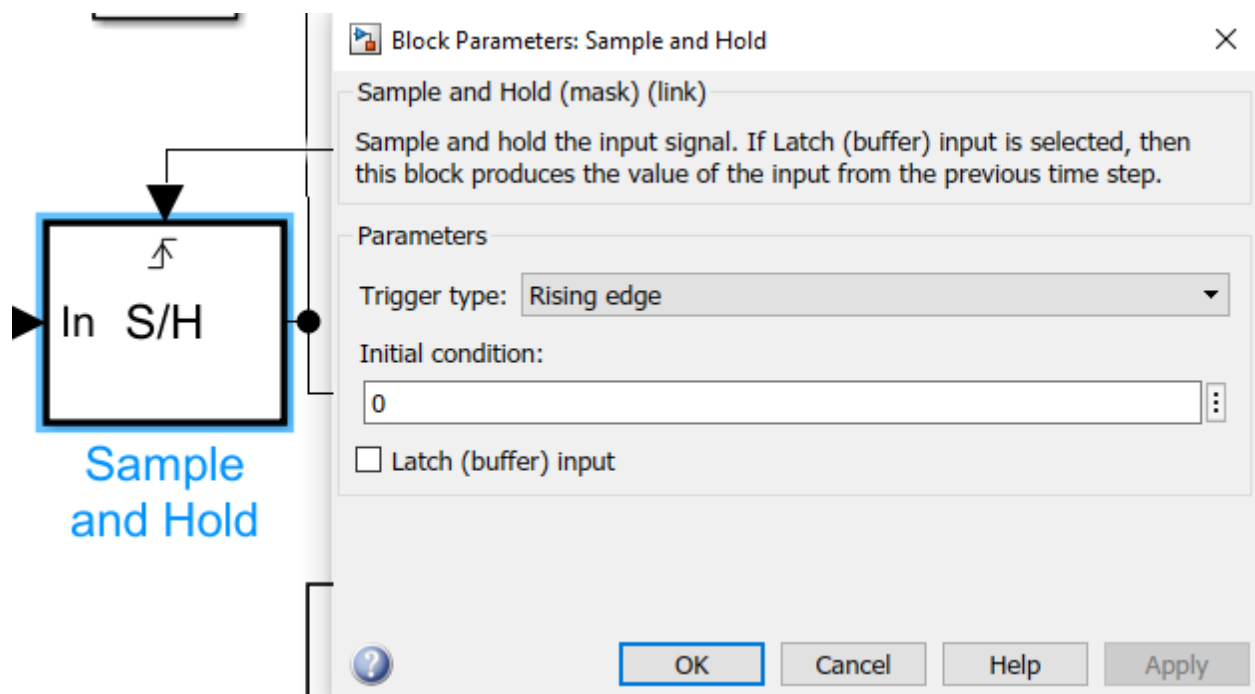 Block Parameters: Sample and Hold
Sample and Hold (mask) (link)
Sample and hold the input signal. If Latch (buffer) input is selected, then
this block produces the value of the input from the previous time step.
Parameters
Trigger type: Rising edge
Initial condition:
0
Latch (buffer) input
OK Cancel Help Apply
In S/H
Sample
and Hold